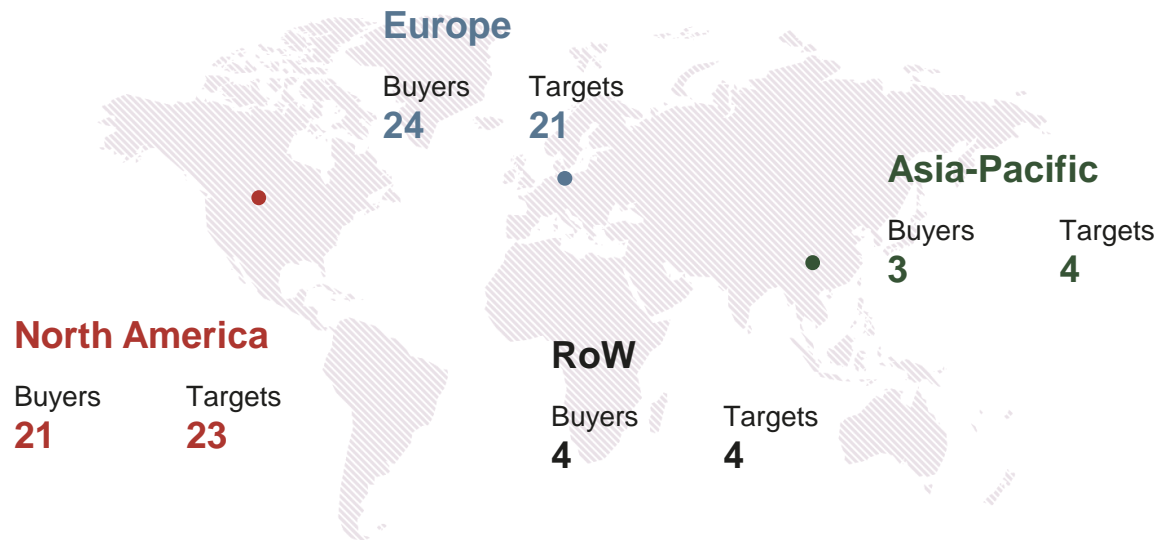 Europe
Buyers Targets
24 21
Asia-Pacific
Buyers Targets
3 4
North America
Buyers Targets
21 23
RoW
Buyers Targets
4 4